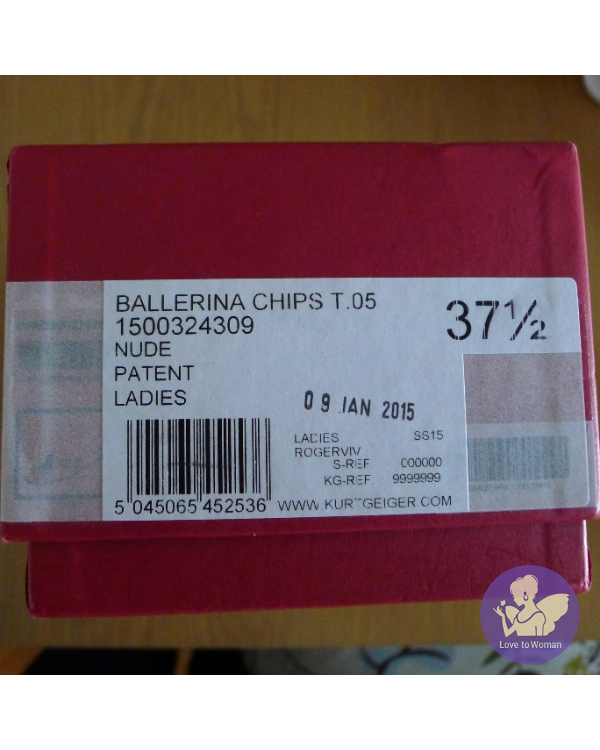 BALLERINA CHIPS T.05
1500324309
37½
NUDE
PATENT
LADIES
09 JAN 2015
LADIES SS15
ROGERVIV
S-REF 000000
KG-REF. 9999999
5 045065 452536
WWW.KURTGEIGER.COM
Love to Woman